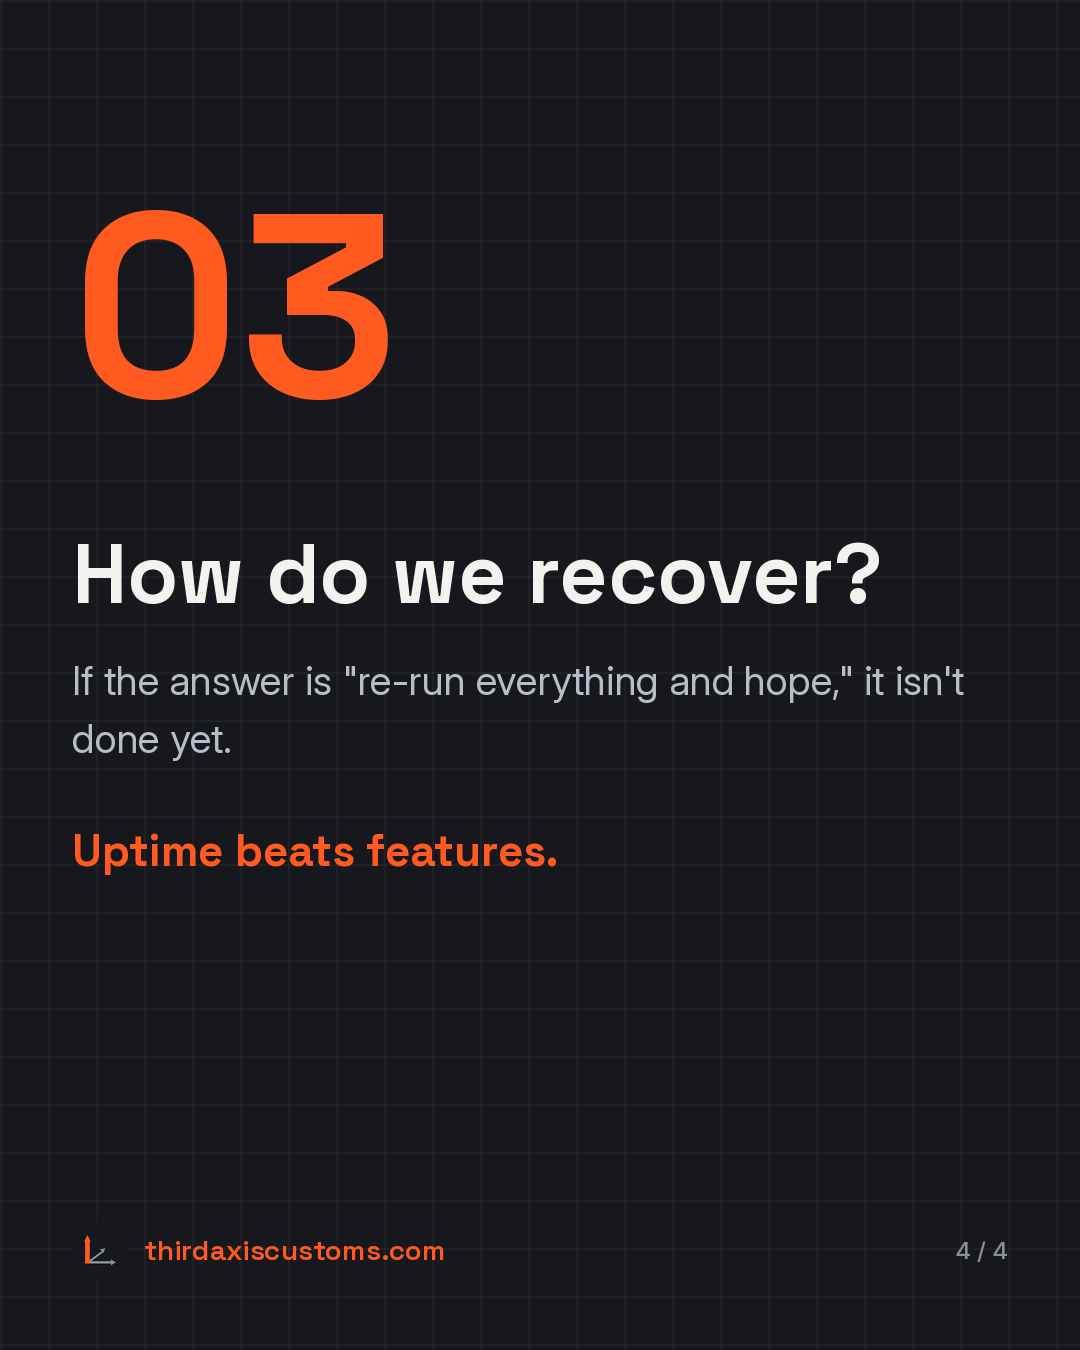 03
How do we recover?
If the answer is "re-run everything and hope," it isn't
done yet.
Uptime beats features.
thirdaxiscustoms.com
4 / 4